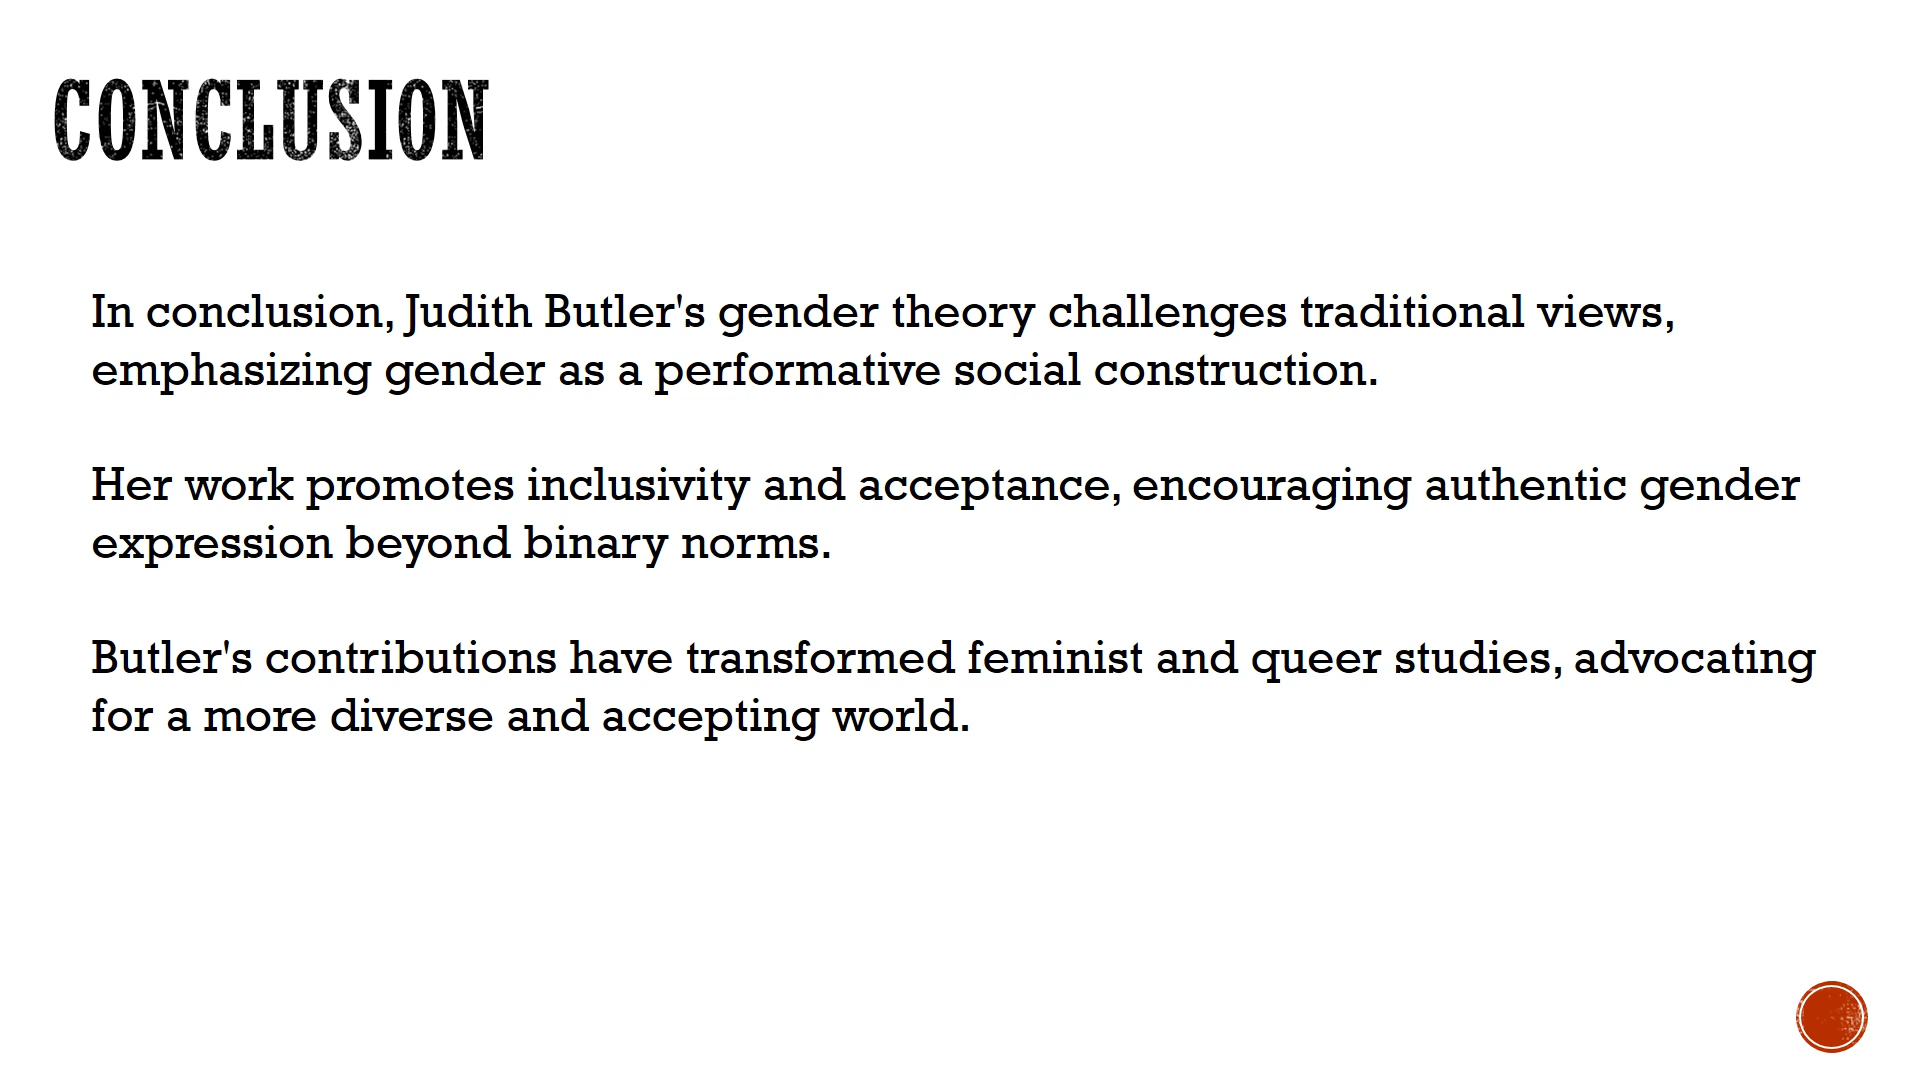 CONCLUSION
In conclusion, Judith Butler's gender theory challenges traditional views,
emphasizing gender as a performative social construction.
Her work promotes inclusivity and acceptance, encouraging authentic gender
expression beyond binary norms.
Butler's contributions have transformed feminist and queer studies, advocating
for a more diverse and accepting world.